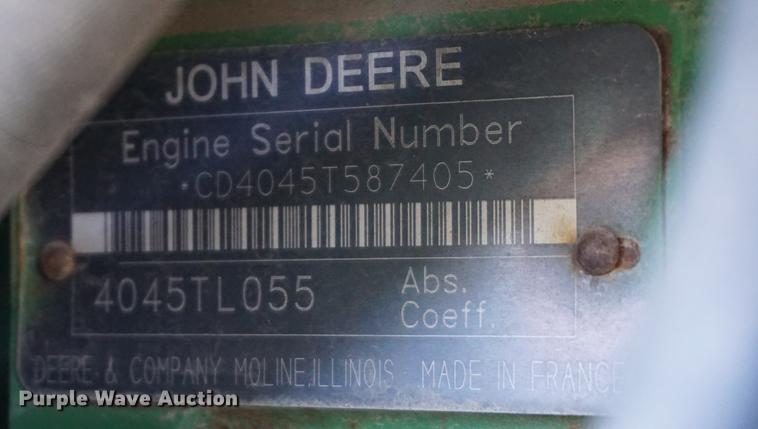 JOHN DEERE
Engine Serial Number
*CD4045T587405*
4045TL055
Abs.
Coeff.
DEERE & COMPANY MOLINE,ILLINOIS MADE IN FRANCE
Purple Wave Auction